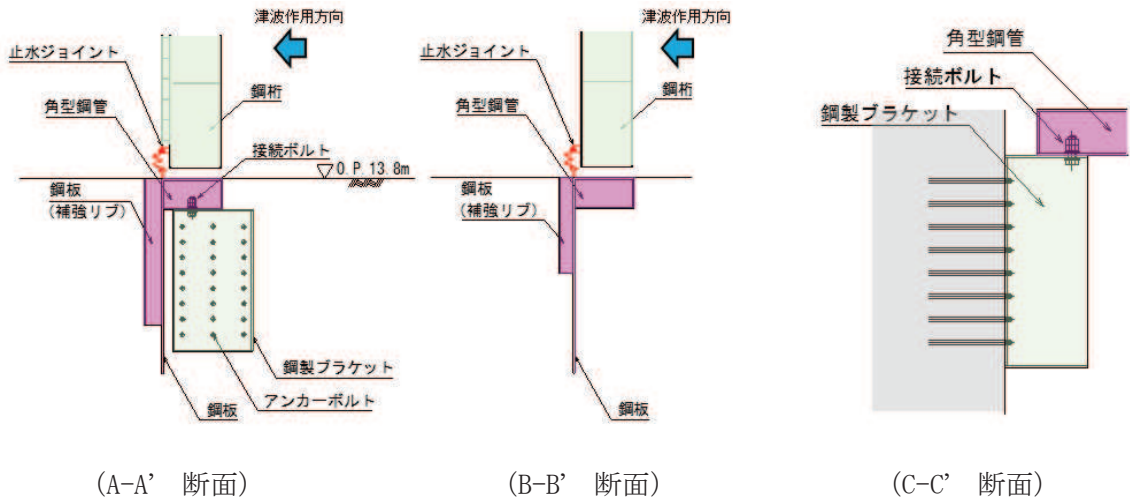 津波作用方向
止水ジョイント
鋼桁
角型鋼管
接続ボルト
O.P.13.8m
鋼板
(補強リブ)
鋼製ブラケット
アンカーボルト
鋼板
(A-A’ 断面)
津波作用方向
止水ジョイント
鋼桁
角型鋼管
鋼板
(補強リブ)
鋼板
(B-B’ 断面)
角型鋼管
接続ボルト
鋼製ブラケット
(C-C’ 断面)